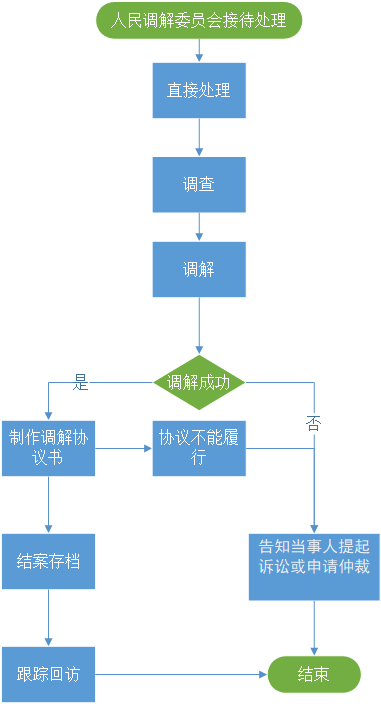 人民调解委员会接待处理
直接处理
调查
调解
调解成功
是
否
制作调解协
议书
协议不能履
行
结案存档
告知当事人提起
诉讼或申请仲裁
跟踪回访
结束